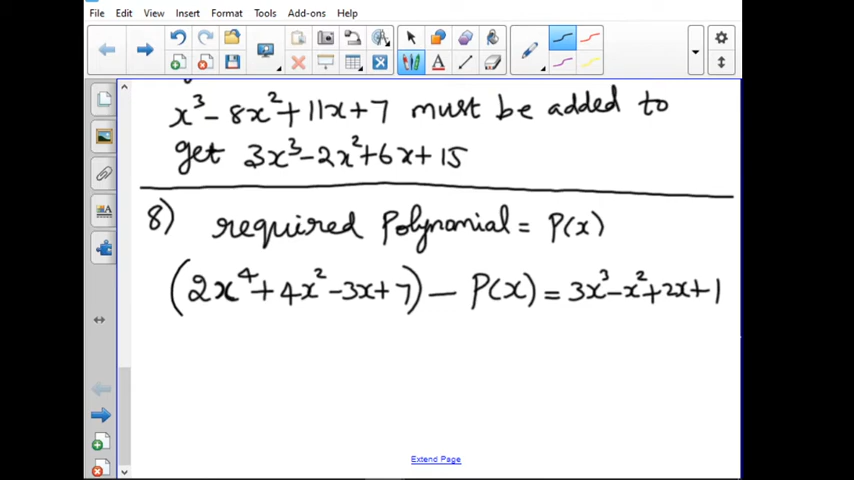 File Edit View Insert Format Tools Add-ons Help
x³ - 8x² + 11x + 7 must be added to
get 3x³ - 2x² + 6x + 15
8) required Polynomial = P(x)
(2x⁴ + 4x² - 3x + 7) - P(x) = 3x³ - x² + 2x + 1
Extend Page